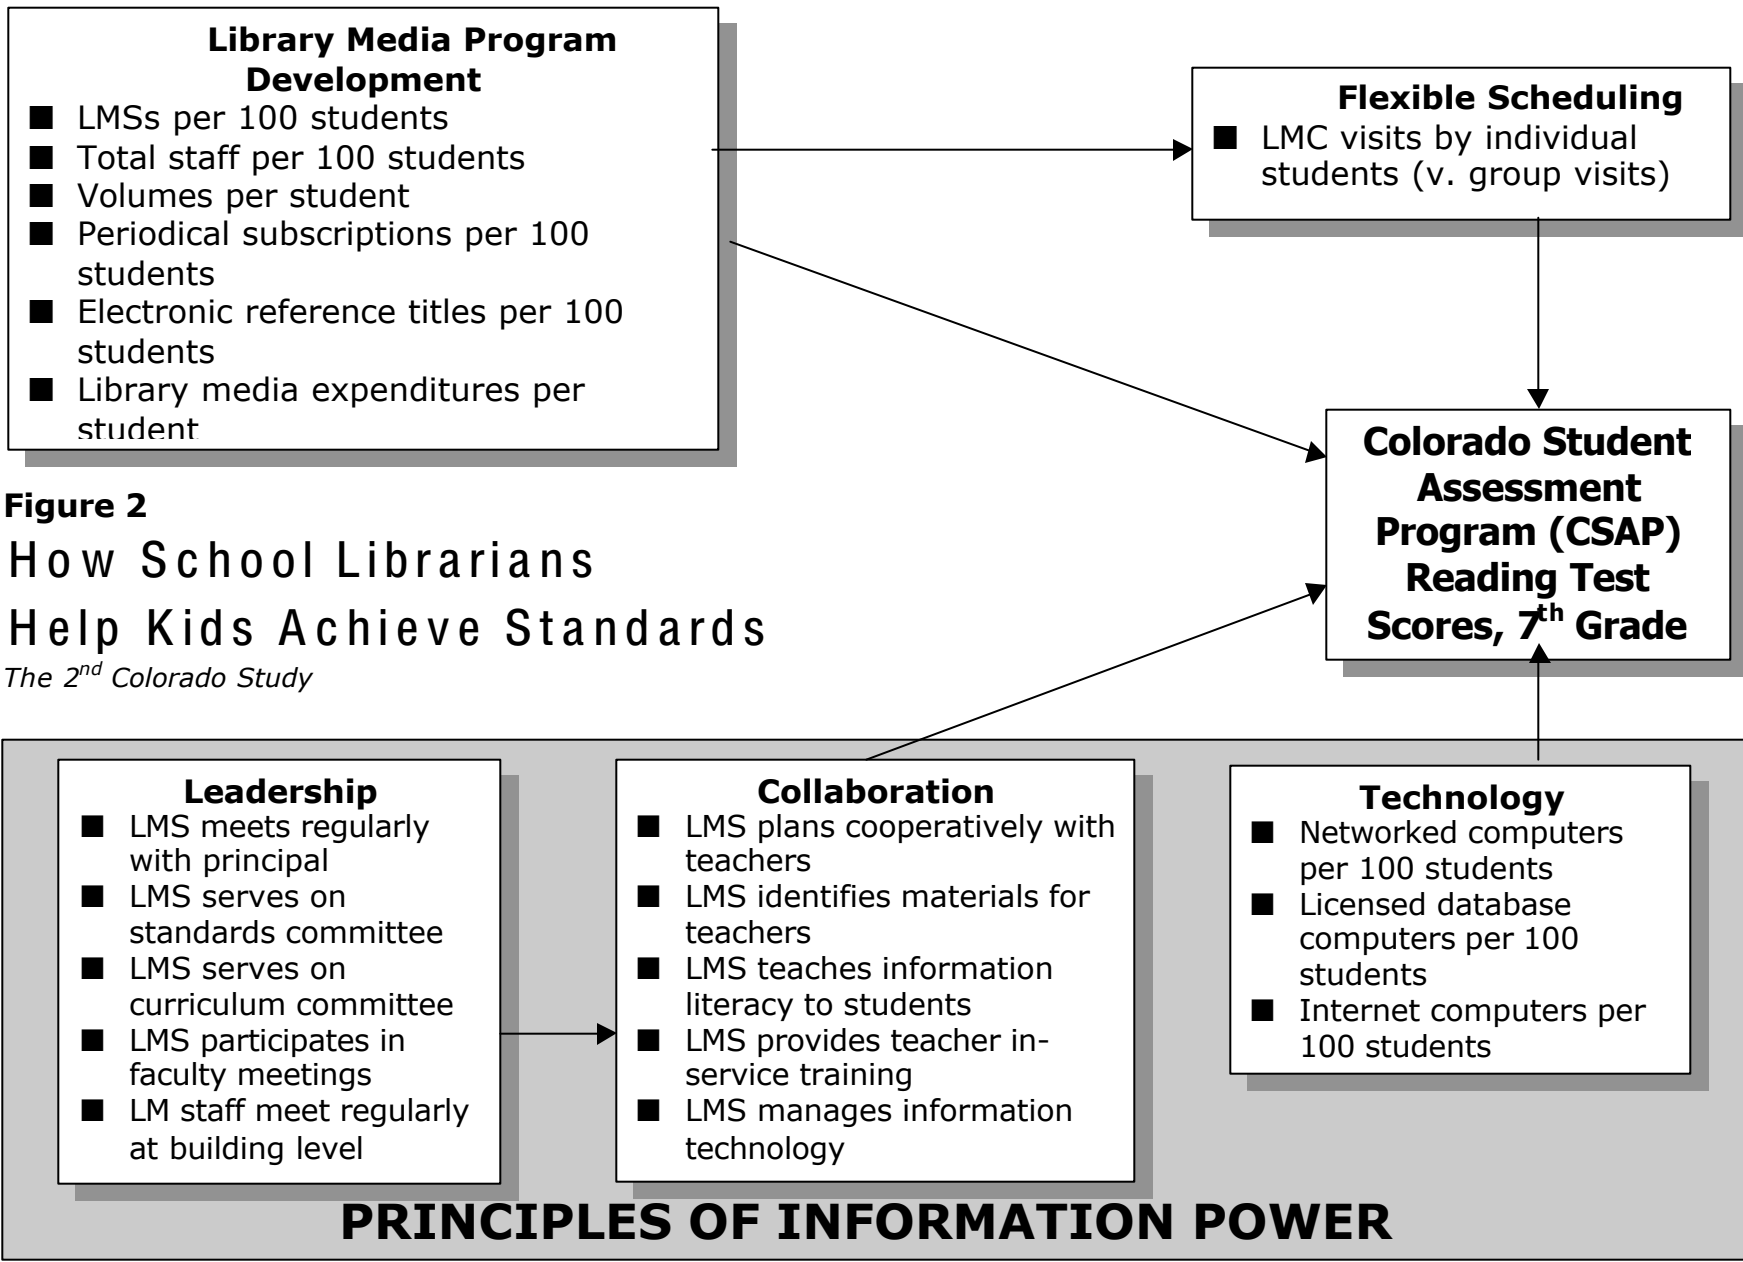 Library Media Program
Development
■ LMSs per 100 students
■ Total staff per 100 students
■ Volumes per student
■ Periodical subscriptions per 100
students
■ Electronic reference titles per 100
students
■ Library media expenditures per
student
Flexible Scheduling
■ LMC visits by individual
students (v. group visits)
Colorado Student
Assessment
Program (CSAP)
Reading Test
Scores, 7th Grade
Figure 2
How School Librarians
Help Kids Achieve Standards
The 2nd Colorado Study
Leadership
■ LMS meets regularly
with principal
■ LMS serves on
standards committee
■ LMS serves on
curriculum committee
■ LMS participates in
faculty meetings
■ LM staff meet regularly
at building level
Collaboration
■ LMS plans cooperatively with
teachers
■ LMS identifies materials for
teachers
■ LMS teaches information
literacy to students
■ LMS provides teacher in-
service training
■ LMS manages information
technology
Technology
■ Networked computers
per 100 students
■ Licensed database
computers per 100
students
■ Internet computers per
100 students
PRINCIPLES OF INFORMATION POWER